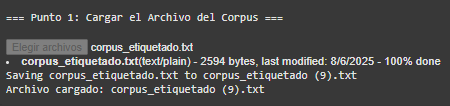 === Punto 1: Cargar el Archivo del Corpus ===
Elegir archivos corpus_etiquetado.txt
• corpus_etiquetado.txt(text/plain) - 2594 bytes, last modified: 8/6/2025 - 100% done
Saving corpus_etiquetado.txt to corpus_etiquetado (9).txt
Archivo cargado: corpus_etiquetado (9).txt